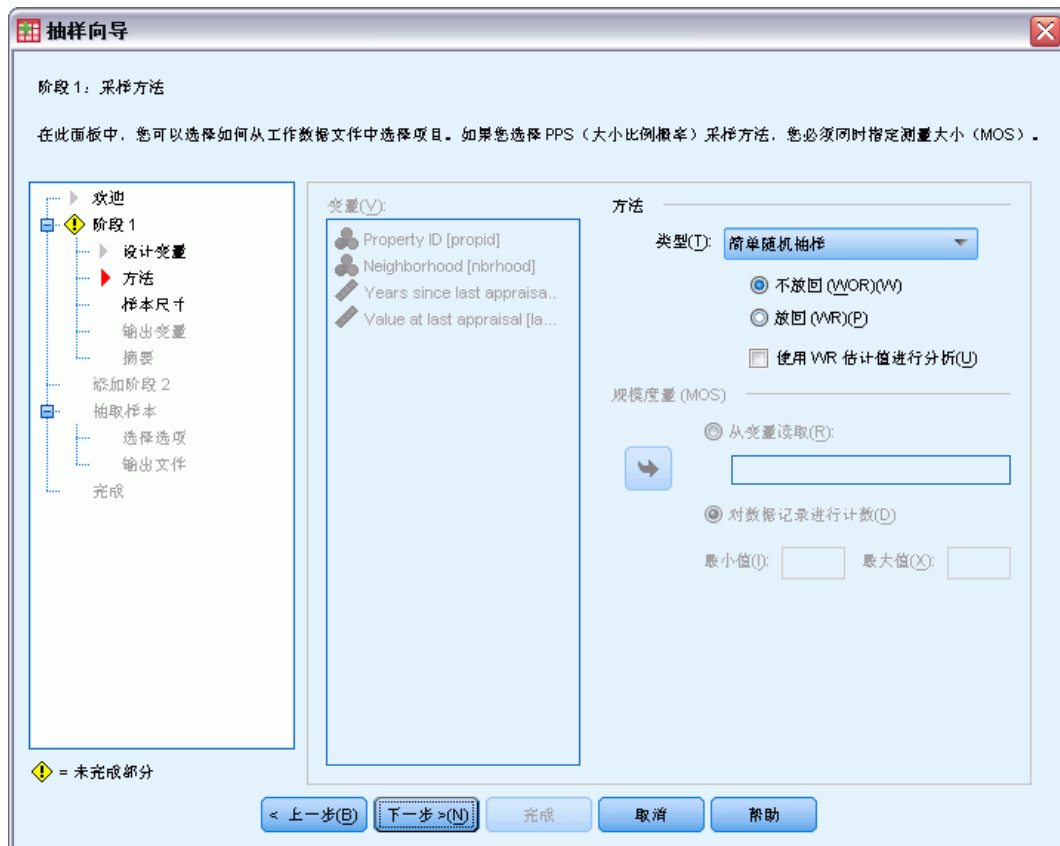 抽样向导
阶段 1：采样方法
在此面板中，您可以选择如何从工作数据文件中选择项目。如果您选择 PPS（大小比例概率）采样方法，您必须同时指定测量大小（MOS）。
欢迎
阶段 1
设计变量
方法
样本尺寸
输出变量
摘要
添加阶段 2
抽取样本
选择选项
输出文件
完成
变量(V):
Property ID [propid]
Neighborhood [nbrhood]
Years since last appraisa..
Value at last appraisal [la...
方法
类型(T): 简单随机抽样
不放回 (WOR)(W)
放回 (WR)(P)
使用 WR 估计值进行分析(U)
规模度量 (MOS)
从变量读取(R):
对数据记录进行计数(D)
最小值(I): 最大值(X):
! = 未完成部分
< 上一步(B) 下一步 >(N) 完成 取消 帮助